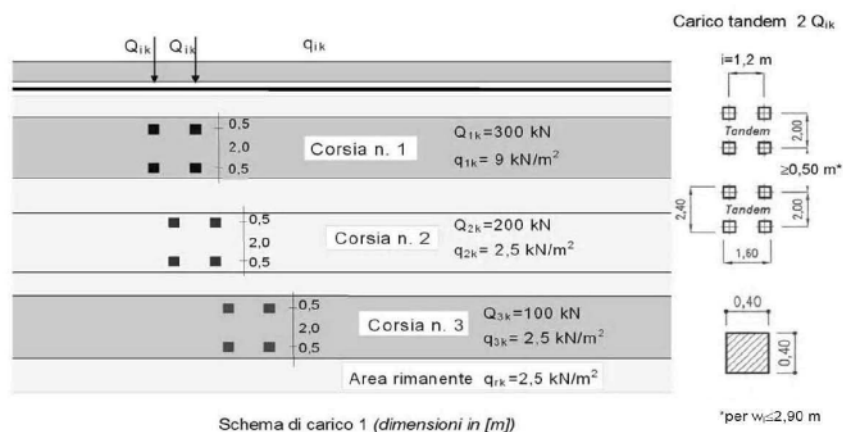 Carico tandem 2 Qik
Qik Qik qik
i=1,2 m
Tandem
2,00
≥0,50 m*
Tandem
2,00
2,40
1,60
0,5
2,0
0,5
Corsia n. 1
Q1k=300 kN
q1k= 9 kN/m²
0,5
2,0
0,5
Corsia n. 2
Q2k=200 kN
q2k= 2,5 kN/m²
0,5
2,0
0,5
Corsia n. 3
Q3k=100 kN
q3k= 2,5 kN/m²
0,40
0,40
Area rimanente qrk=2,5 kN/m²
*per wl≤2,90 m
Schema di carico 1 (dimensioni in [m])